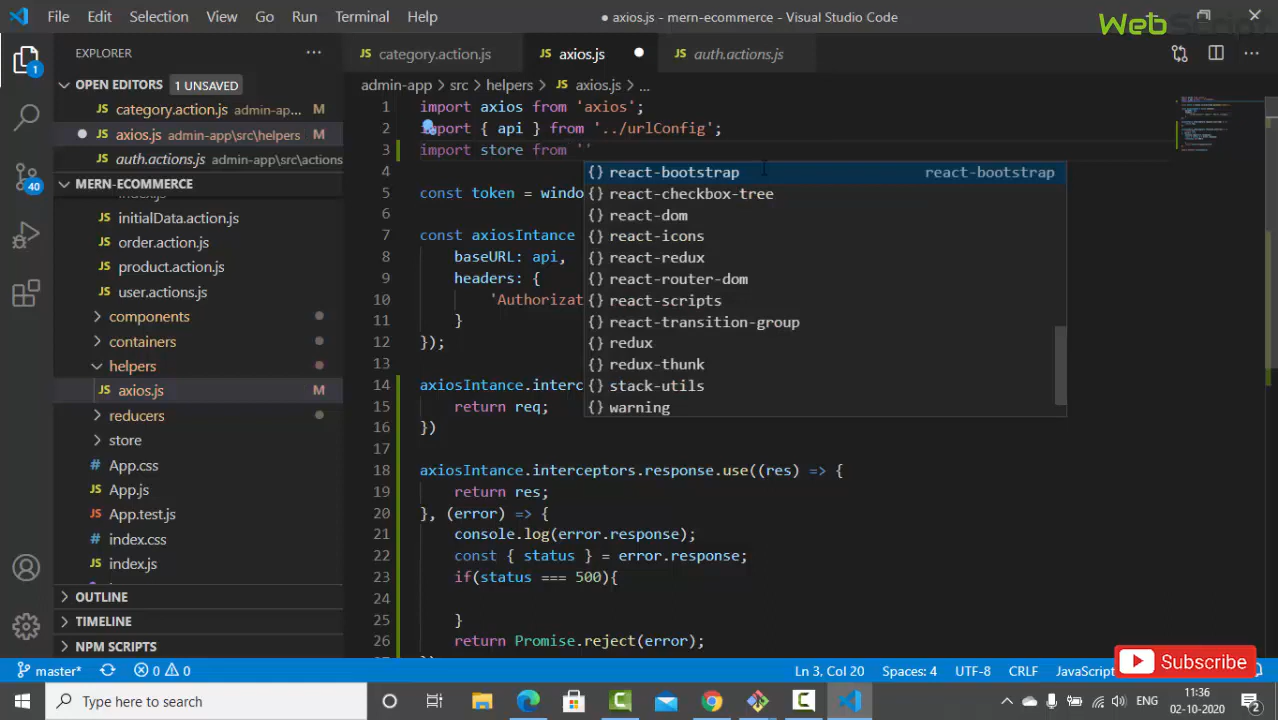 File Edit Selection View Go Run Terminal Help
● axios.js - mern-ecommerce - Visual Studio Code
WebScript
EXPLORER
OPEN EDITORS 1 UNSAVED
category.action.js admin-ap... M
axios.js admin-app\src\helpers M
auth.actions.js admin-app\src\actions
MERN-ECOMMERCE
initialData.action.js
order.action.js
product.action.js
user.actions.js
components
containers
helpers
axios.js M
reducers
store
App.css
App.js
App.test.js
index.css
index.js
OUTLINE
TIMELINE
NPM SCRIPTS
1
40
category.action.js axios.js auth.actions.js
admin-app > src > helpers > axios.js > ...
1 import axios from 'axios';
2 import { api } from '../urlConfig';
3 import store from ''
4
5 const token = windo
6
7 const axiosIntance
8 baseURL: api,
9 headers: {
10 'Authorizat
11 }
12 });
13
14 axiosIntance.interc
15 return req;
16 })
17
18 axiosIntance.interceptors.response.use((res) => {
19 return res;
20 }, (error) => {
21 console.log(error.response);
22 const { status } = error.response;
23 if(status === 500){
24
25 }
26 return Promise.reject(error);
{} react-bootstrap react-bootstrap
{} react-checkbox-tree
{} react-dom
{} react-icons
{} react-redux
{} react-router-dom
{} react-scripts
{} react-transition-group
{} redux
{} redux-thunk
{} stack-utils
{} warning
master* 0 0 Ln 3, Col 20 Spaces: 4 UTF-8 CRLF JavaScript
Subscribe
Type here to search
ENG
11:36
02-10-2020
2